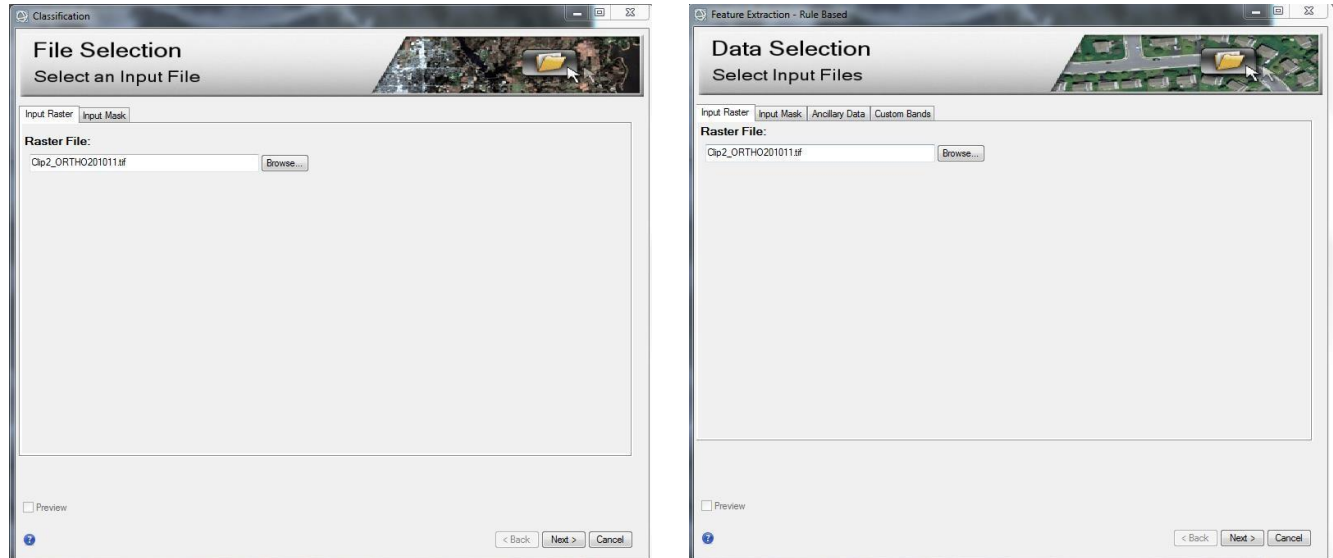 Classification
File Selection
Select an Input File
Input Raster Input Mask
Raster File:
Clip2_ORTHO201011.tif Browse...
Preview
< Back Next > Cancel
Feature Extraction - Rule Based
Data Selection
Select Input Files
Input Raster Input Mask Ancillary Data Custom Bands
Raster File:
Clip2_ORTHO201011.tif Browse...
Preview
< Back Next > Cancel